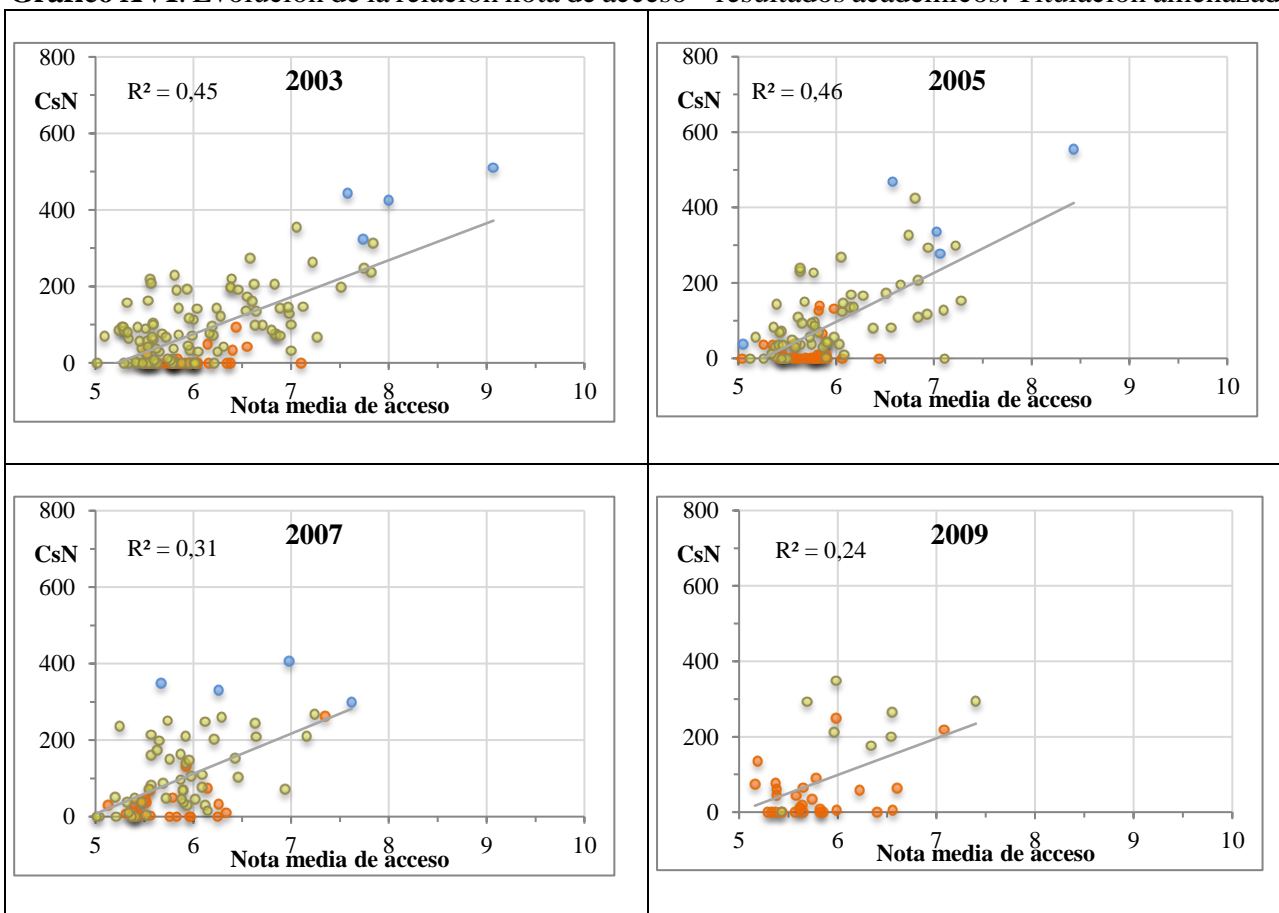 Gráfico XVI. Evolución de la relación nota de acceso – resultados académicos. Titulación amenazad
800
600
400
200
0
CsN
R² = 0,45
2003
5 6 7 8 9 10
Nota media de acceso
800
600
400
200
0
CsN
R² = 0,46
2005
5 6 7 8 9 10
Nota media de acceso
800
600
400
200
0
CsN
R² = 0,31
2007
5 6 7 8 9 10
Nota media de acceso
800
600
400
200
0
CsN
R² = 0,24
2009
5 6 7 8 9 10
Nota media de acceso